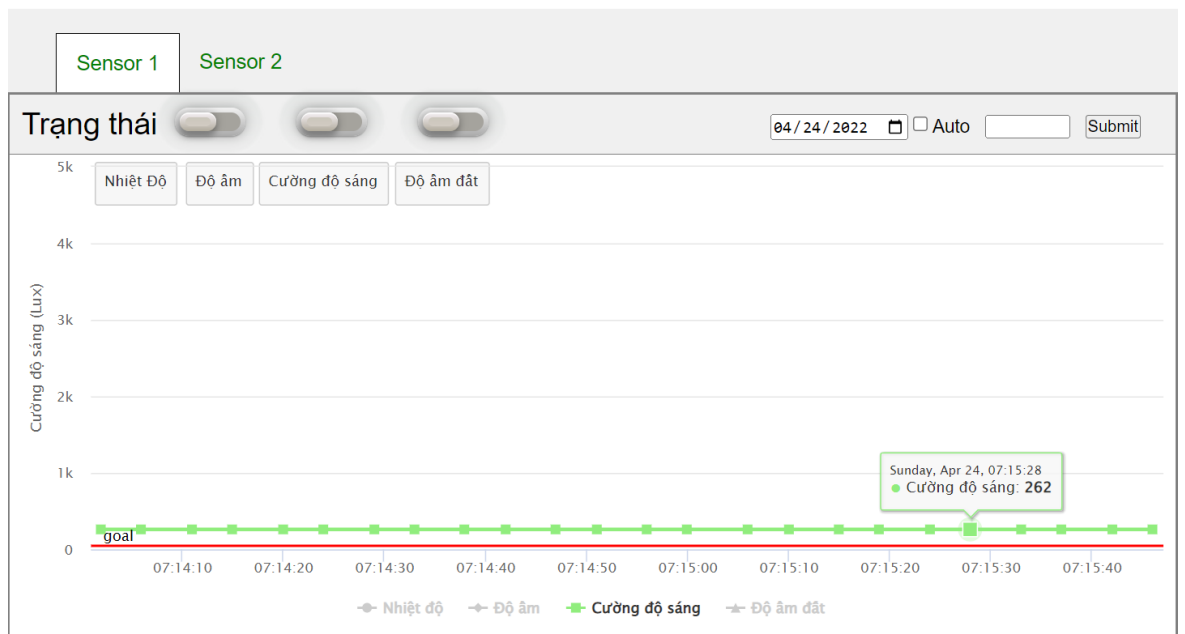 Sensor 1 Sensor 2
Trạng thái 04/24/2022 Auto Submit
5k
Nhiệt Độ Độ ẩm Cường độ sáng Độ ẩm đất
4k
3k
2k
1k
0
Cường độ sáng (Lux)
Sunday, Apr 24, 07:15:28
Cường độ sáng: 262
goal
07:14:10 07:14:20 07:14:30 07:14:40 07:14:50 07:15:00 07:15:10 07:15:20 07:15:30 07:15:40
Nhiệt độ Độ ẩm Cường độ sáng Độ ẩm đất